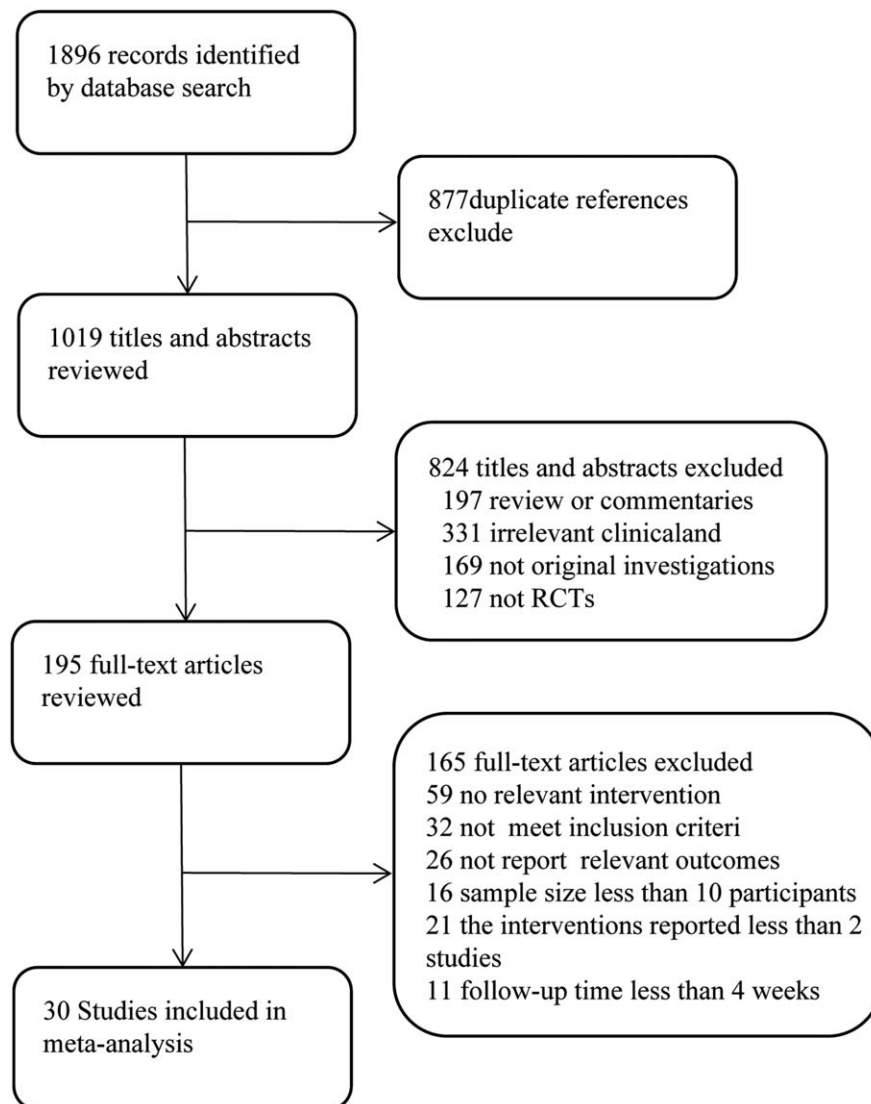 1896 records identified
by database search
877duplicate references
exclude
1019 titles and abstracts
reviewed
824 titles and abstracts excluded
197 review or commentaries
331 irrelevant clinicaland
169 not original investigations
127 not RCTs
195 full-text articles
reviewed
165 full-text articles excluded
59 no relevant intervention
32 not meet inclusion criteri
26 not report relevant outcomes
16 sample size less than 10 participants
21 the interventions reported less than 2
studies
11 follow-up time less than 4 weeks
30 Studies included in
meta-analysis